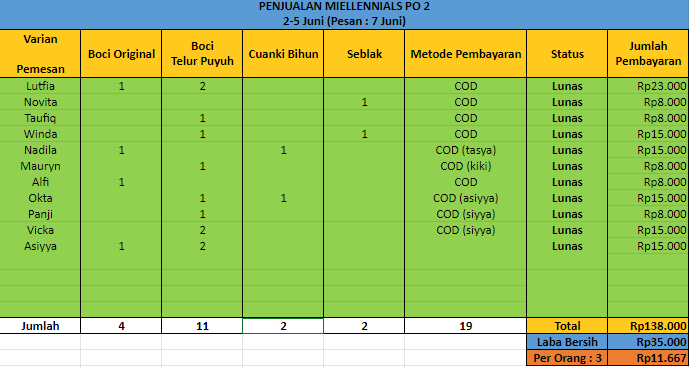 PENJUALAN MIELLENNIALS PO 2
2-5 Juni (Pesan : 7 Juni)
Varian
Pemesan Boci Original Boci Telur Puyuh Cuanki Bihun Seblak Metode Pembayaran Status Jumlah Pembayaran
Lutfia 1 2 COD Lunas Rp23.000
Novita 1 COD Lunas Rp8.000
Taufiq 1 COD Lunas Rp8.000
Winda 1 1 COD Lunas Rp15.000
Nadila 1 1 COD (tasya) Lunas Rp15.000
Mauryn 1 COD (kiki) Lunas Rp8.000
Alfi 1 COD Lunas Rp8.000
Okta 1 1 COD (asiyya) Lunas Rp15.000
Panji 1 COD (siyya) Lunas Rp8.000
Vicka 2 COD (siyya) Lunas Rp15.000
Asiyya 1 2 Lunas Rp15.000
Jumlah 4 11 2 2 19 Total Rp138.000
Laba Bersih Rp35.000
Per Orang : 3 Rp11.667